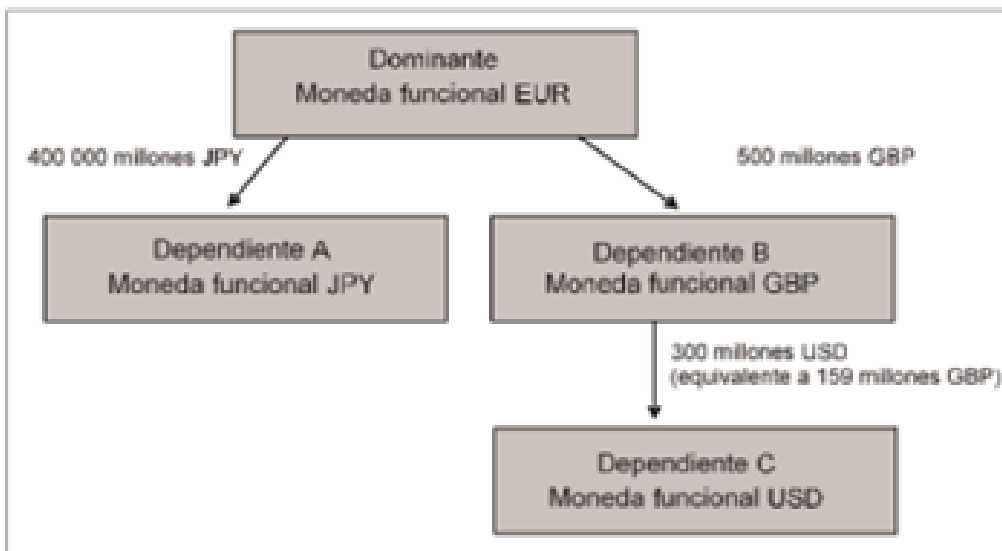 Dominante
Moneda funcional EUR
400 000 millones JPY
500 millones GBP
Dependiente A
Moneda funcional JPY
Dependiente B
Moneda funcional GBP
300 millones USD
(equivalente a 159 millones GBP)
Dependiente C
Moneda funcional USD